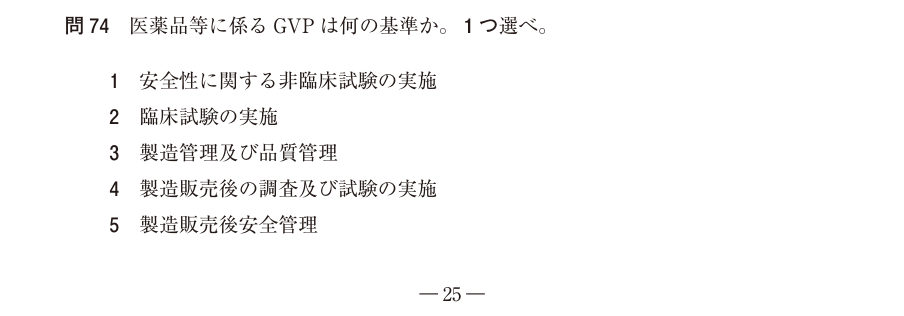 問 74 医薬品等に係る GVP は何の基準か。1つ選べ。
1 安全性に関する非臨床試験の実施
2 臨床試験の実施
3 製造管理及び品質管理
4 製造販売後の調査及び試験の実施
5 製造販売後安全管理
— 25 —